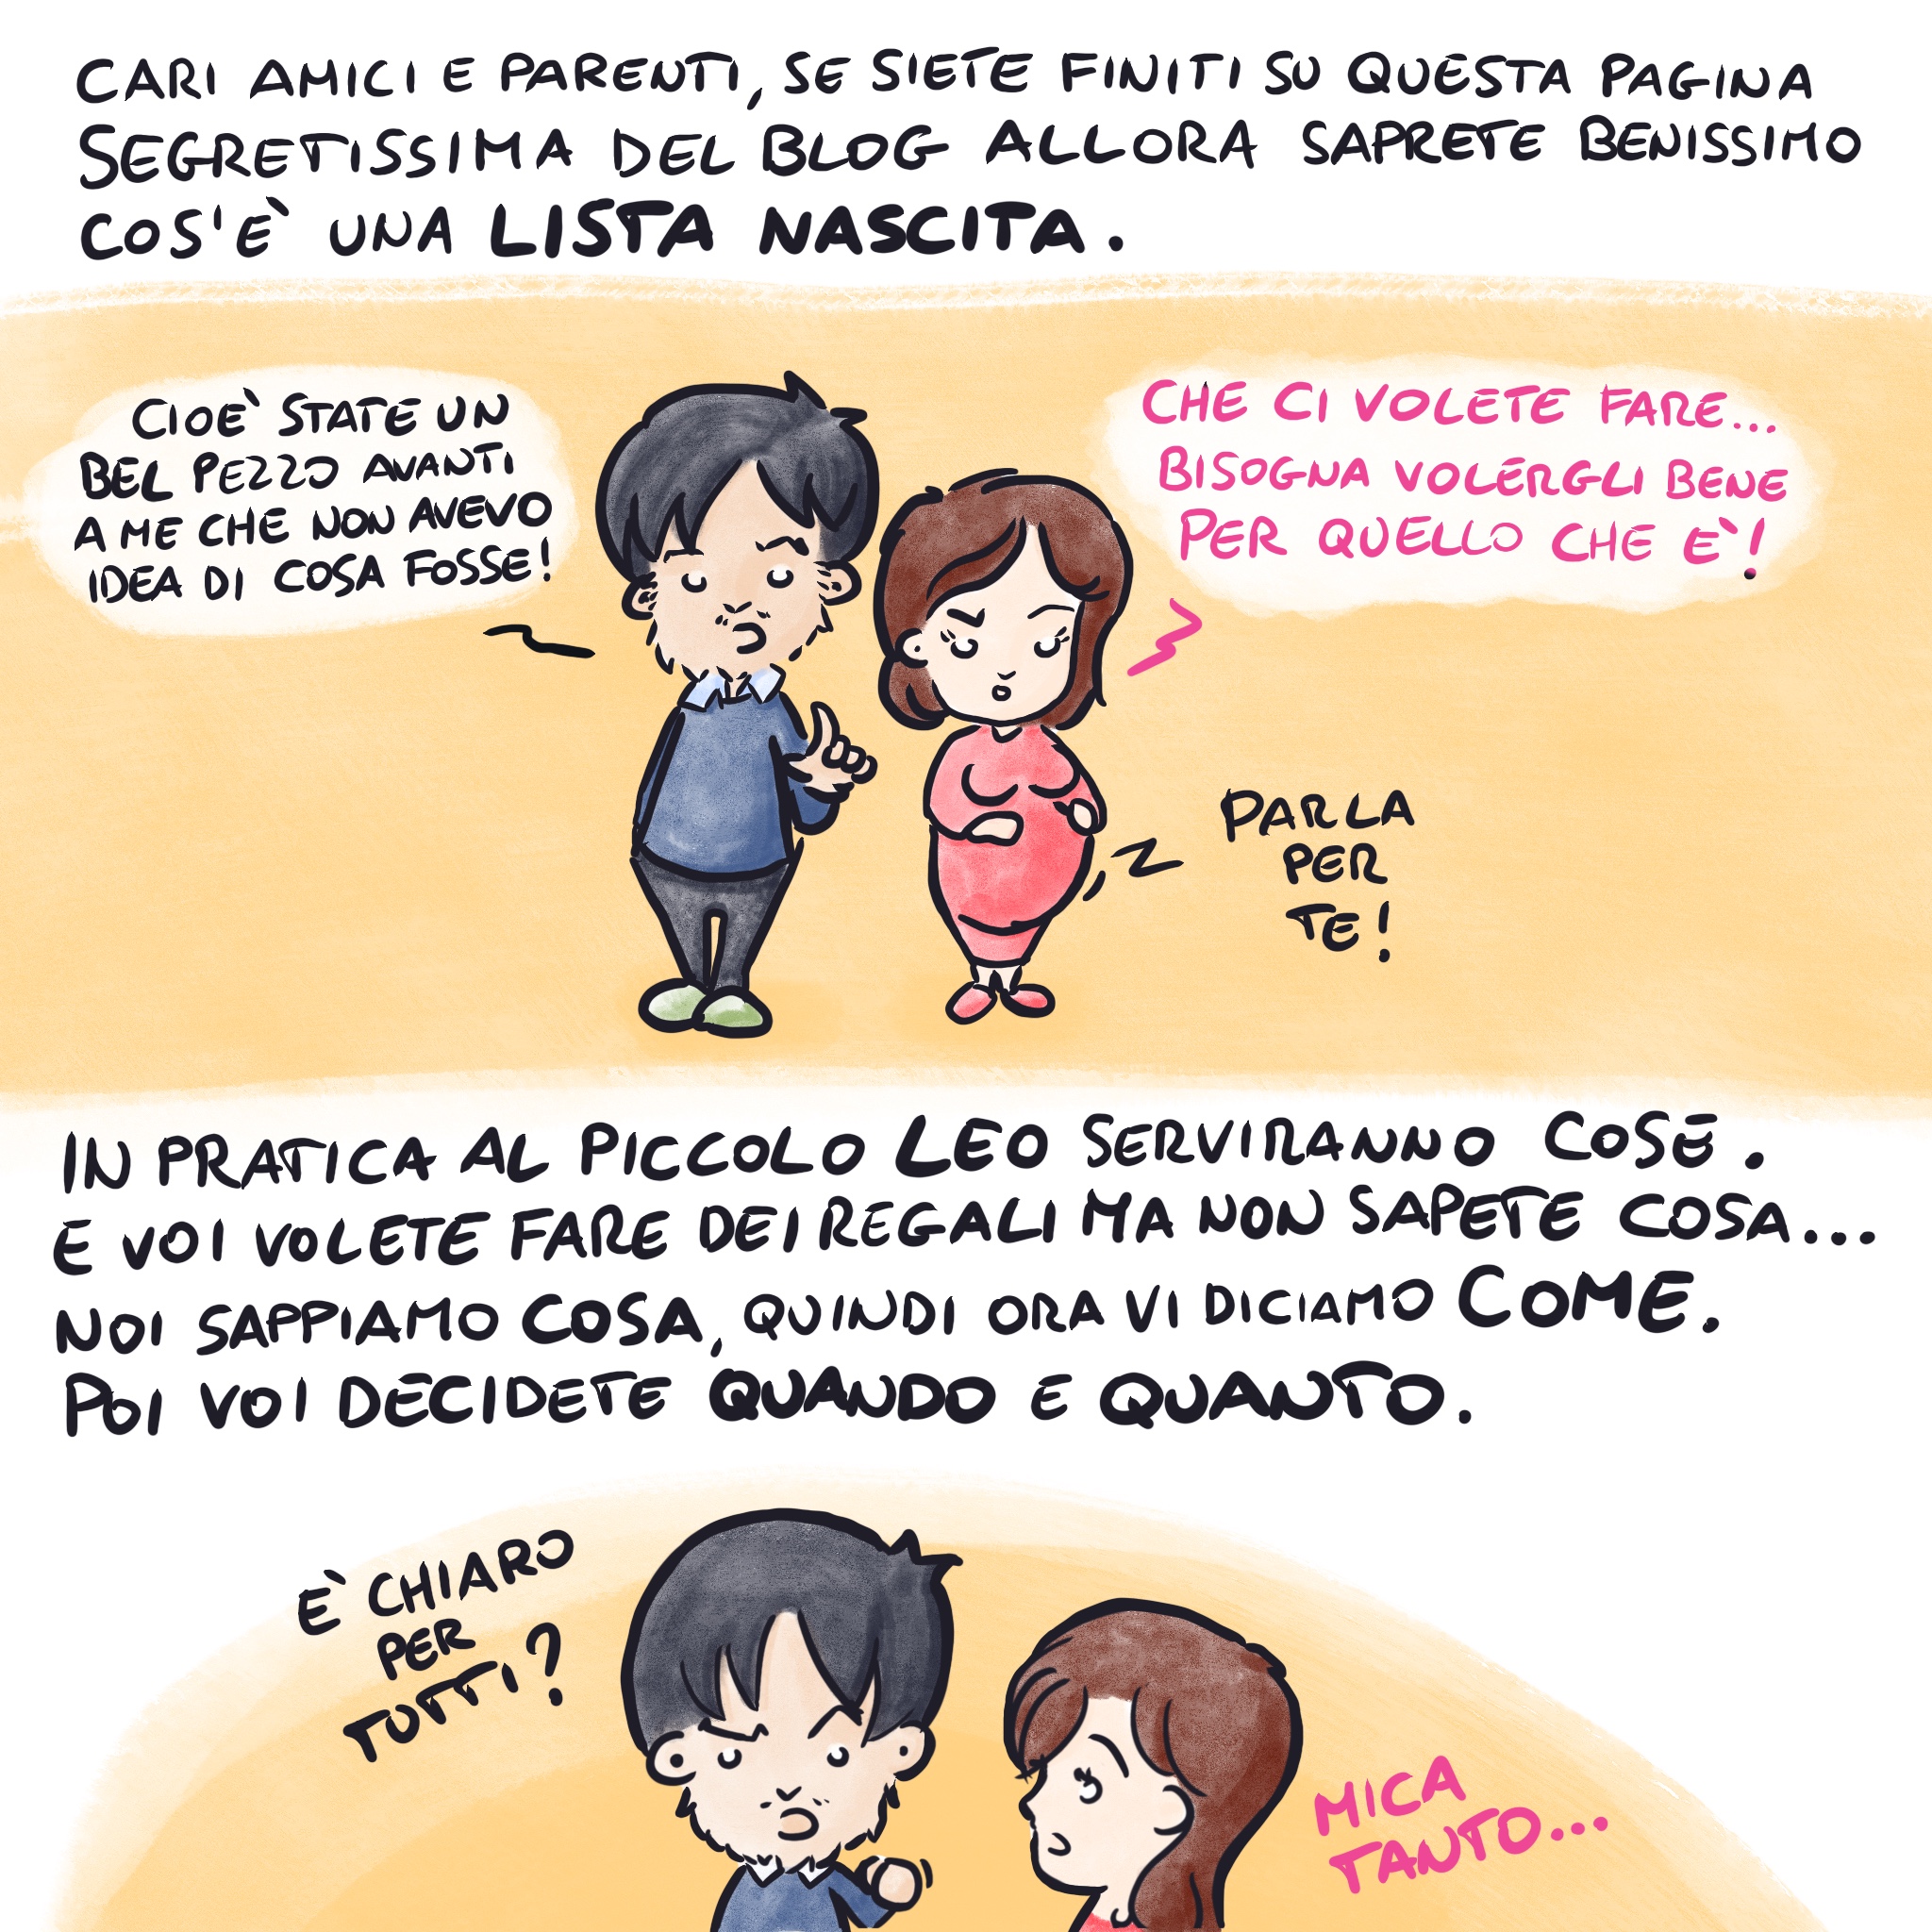 CARI AMICI E PARENTI, SE SIETE FINITI SU QUESTA PAGINA
SEGRETISSIMA DEL BLOG ALLORA SAPRETE BENISSIMO
COS'È UNA LISTA NASCITA.
CIOÈ STATE UN
BEL PEZZO AVANTI
A ME CHE NON AVEVO
IDEA DI COSA FOSSE!
CHE CI VOLETE FARE...
BISOGNA VOLERGLI BENE
PER QUELLO CHE È!
PARLA
PER
TE!
IN PRATICA AL PICCOLO LEO SERVIRANNO COSE.
E VOI VOLETE FARE DEI REGALI MA NON SAPETE COSA...
NOI SAPPIAMO COSA, QUINDI ORA VI DICIAMO COME.
POI VOI DECIDETE QUANDO E QUANTO.
È CHIARO
PER
TUTTI?
MICA
TANTO...